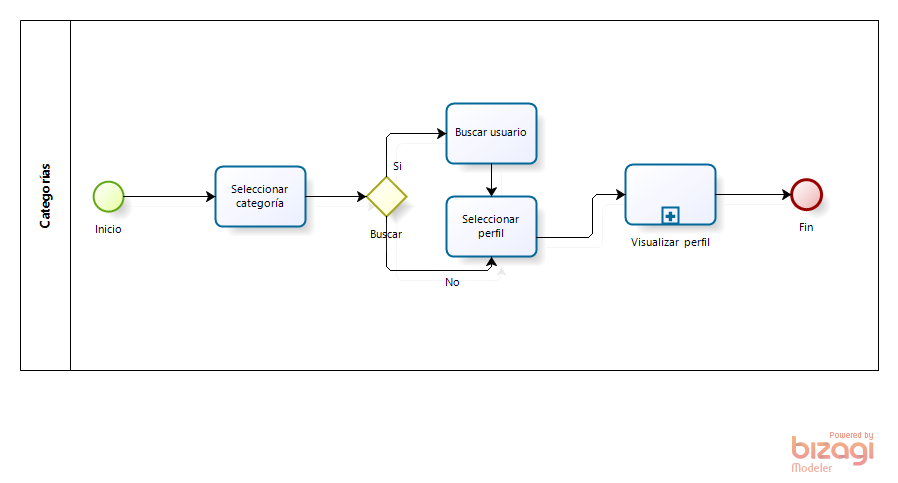 Categorías
Inicio
Seleccionar
categoría
Buscar
Si
No
Buscar usuario
Seleccionar
perfil
Visualizar perfil
Fin
Powered by
bizagi
Modeler